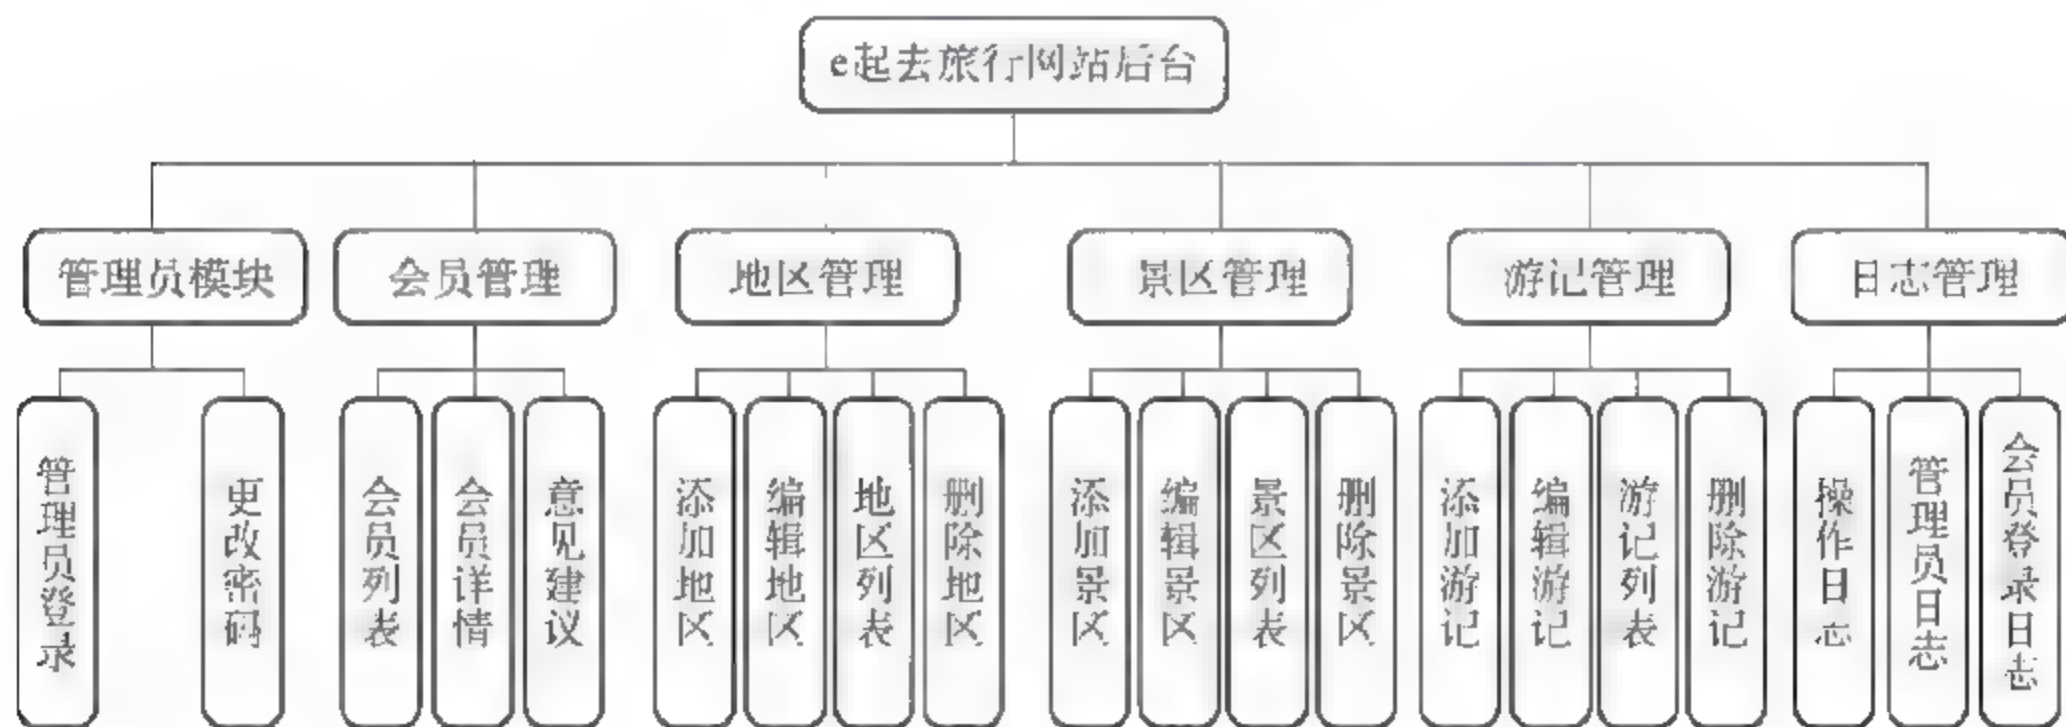 e起去旅行网站后台
管理员模块
会员管理
地区管理
景区管理
游记管理
日志管理
管理员登录
更改密码
会员列表
会员详情
意见建议
添加地区
编辑地区
地区列表
删除地区
添加景区
编辑景区
景区列表
删除景区
添加游记
编辑游记
游记列表
删除游记
操作日志
管理员日志
会员登录日志